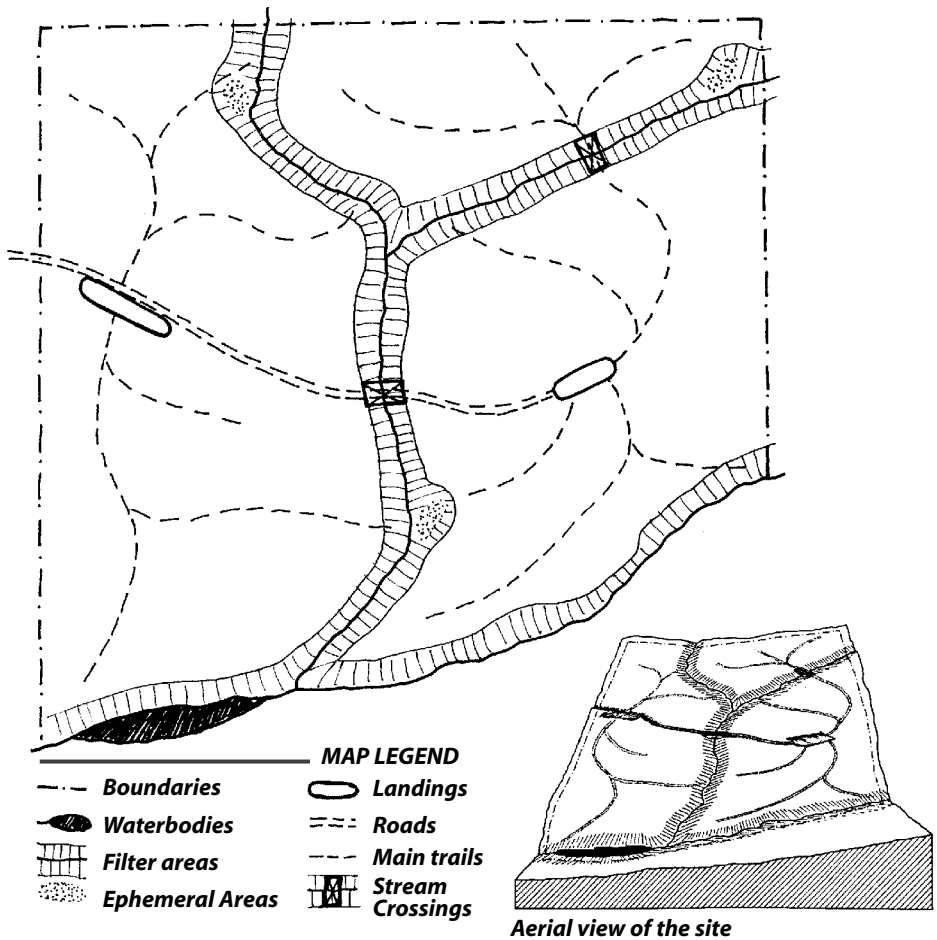 MAP LEGEND
Boundaries
Waterbodies
Filter areas
Ephemeral Areas
Landings
Roads
Main trails
Stream
Crossings
Aerial view of the site